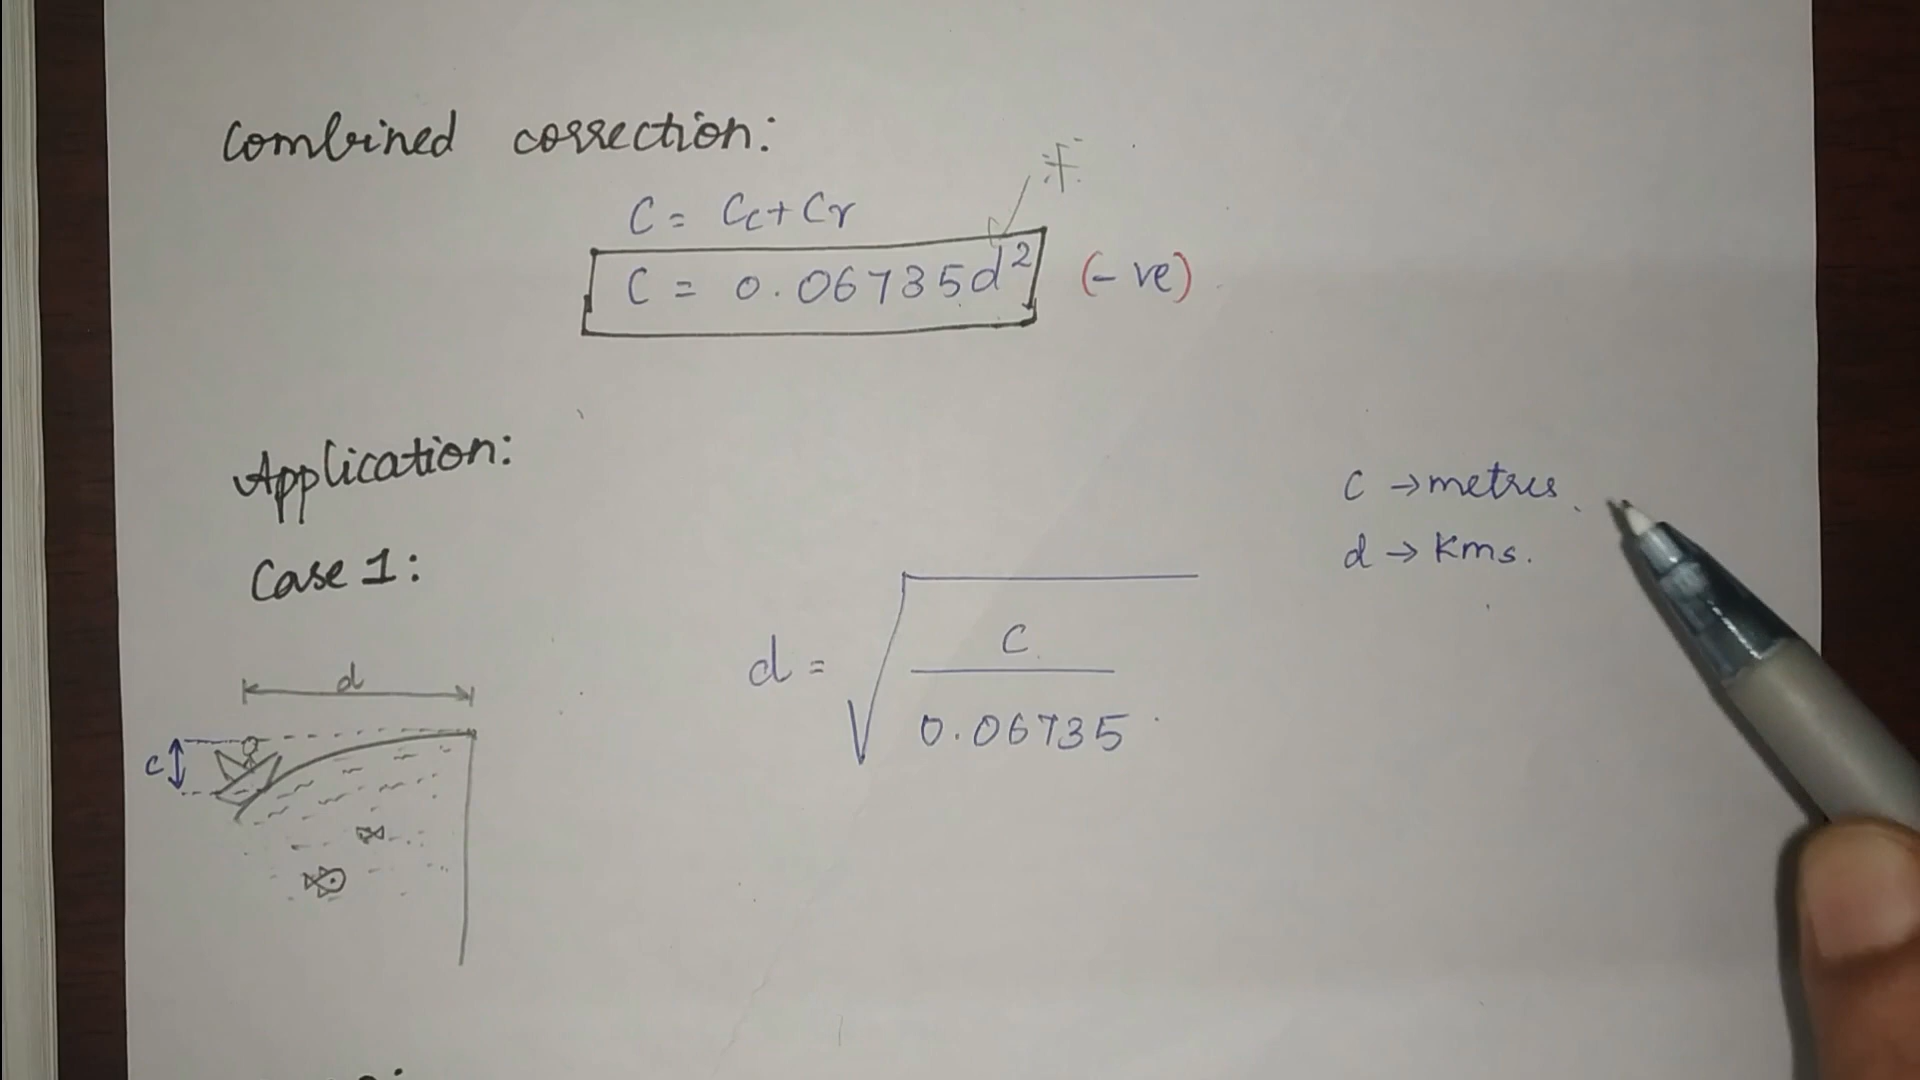 Combined correction:
C = Cc + Cr
C = 0.06735d² (- ve)
Application:
C → metres
d → Kms.
Case 1:
d = √(C / 0.06735)
d
C